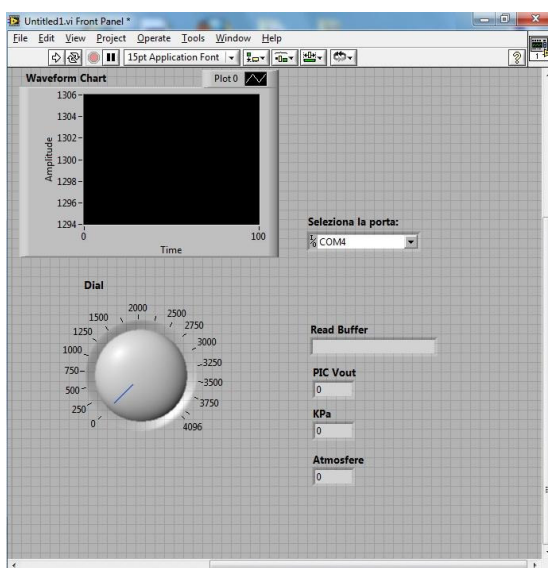 Untitled1.vi Front Panel *
File Edit View Project Operate Tools Window Help
15pt Application Font
?
1
Waveform Chart
Plot 0
1306
1304
1302
1300
1298
1296
1294
Amplitude
0
100
Time
Seleziona la porta:
I/O COM4
Dial
0
250
500
750
1000
1250
1500
2000
2500
2750
3000
3250
3500
3750
4096
Read Buffer
PIC Vout
0
KPa
0
Atmosfere
0